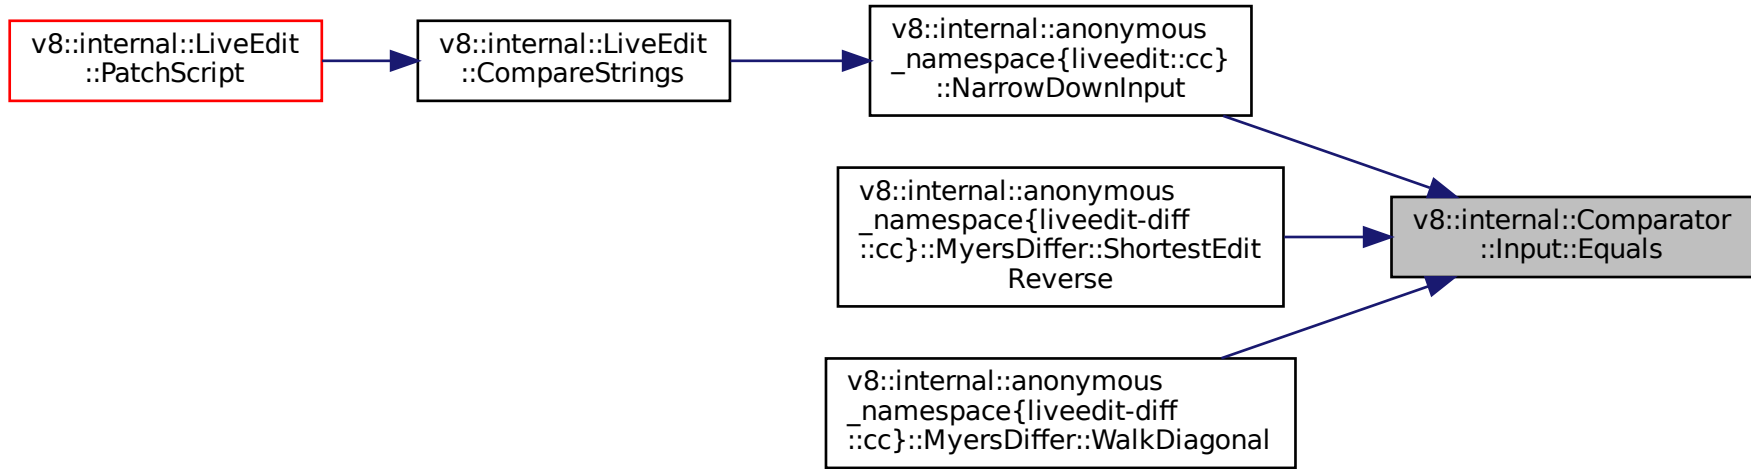 v8::internal::LiveEdit
::PatchScript
v8::internal::LiveEdit
::CompareStrings
v8::internal::anonymous
_namespace{liveedit::cc}
::NarrowDownInput
v8::internal::anonymous
_namespace{liveedit-diff
::cc}::MyersDiffer::ShortestEdit
Reverse
v8::internal::anonymous
_namespace{liveedit-diff
::cc}::MyersDiffer::WalkDiagonal
v8::internal::Comparator
::Input::Equals